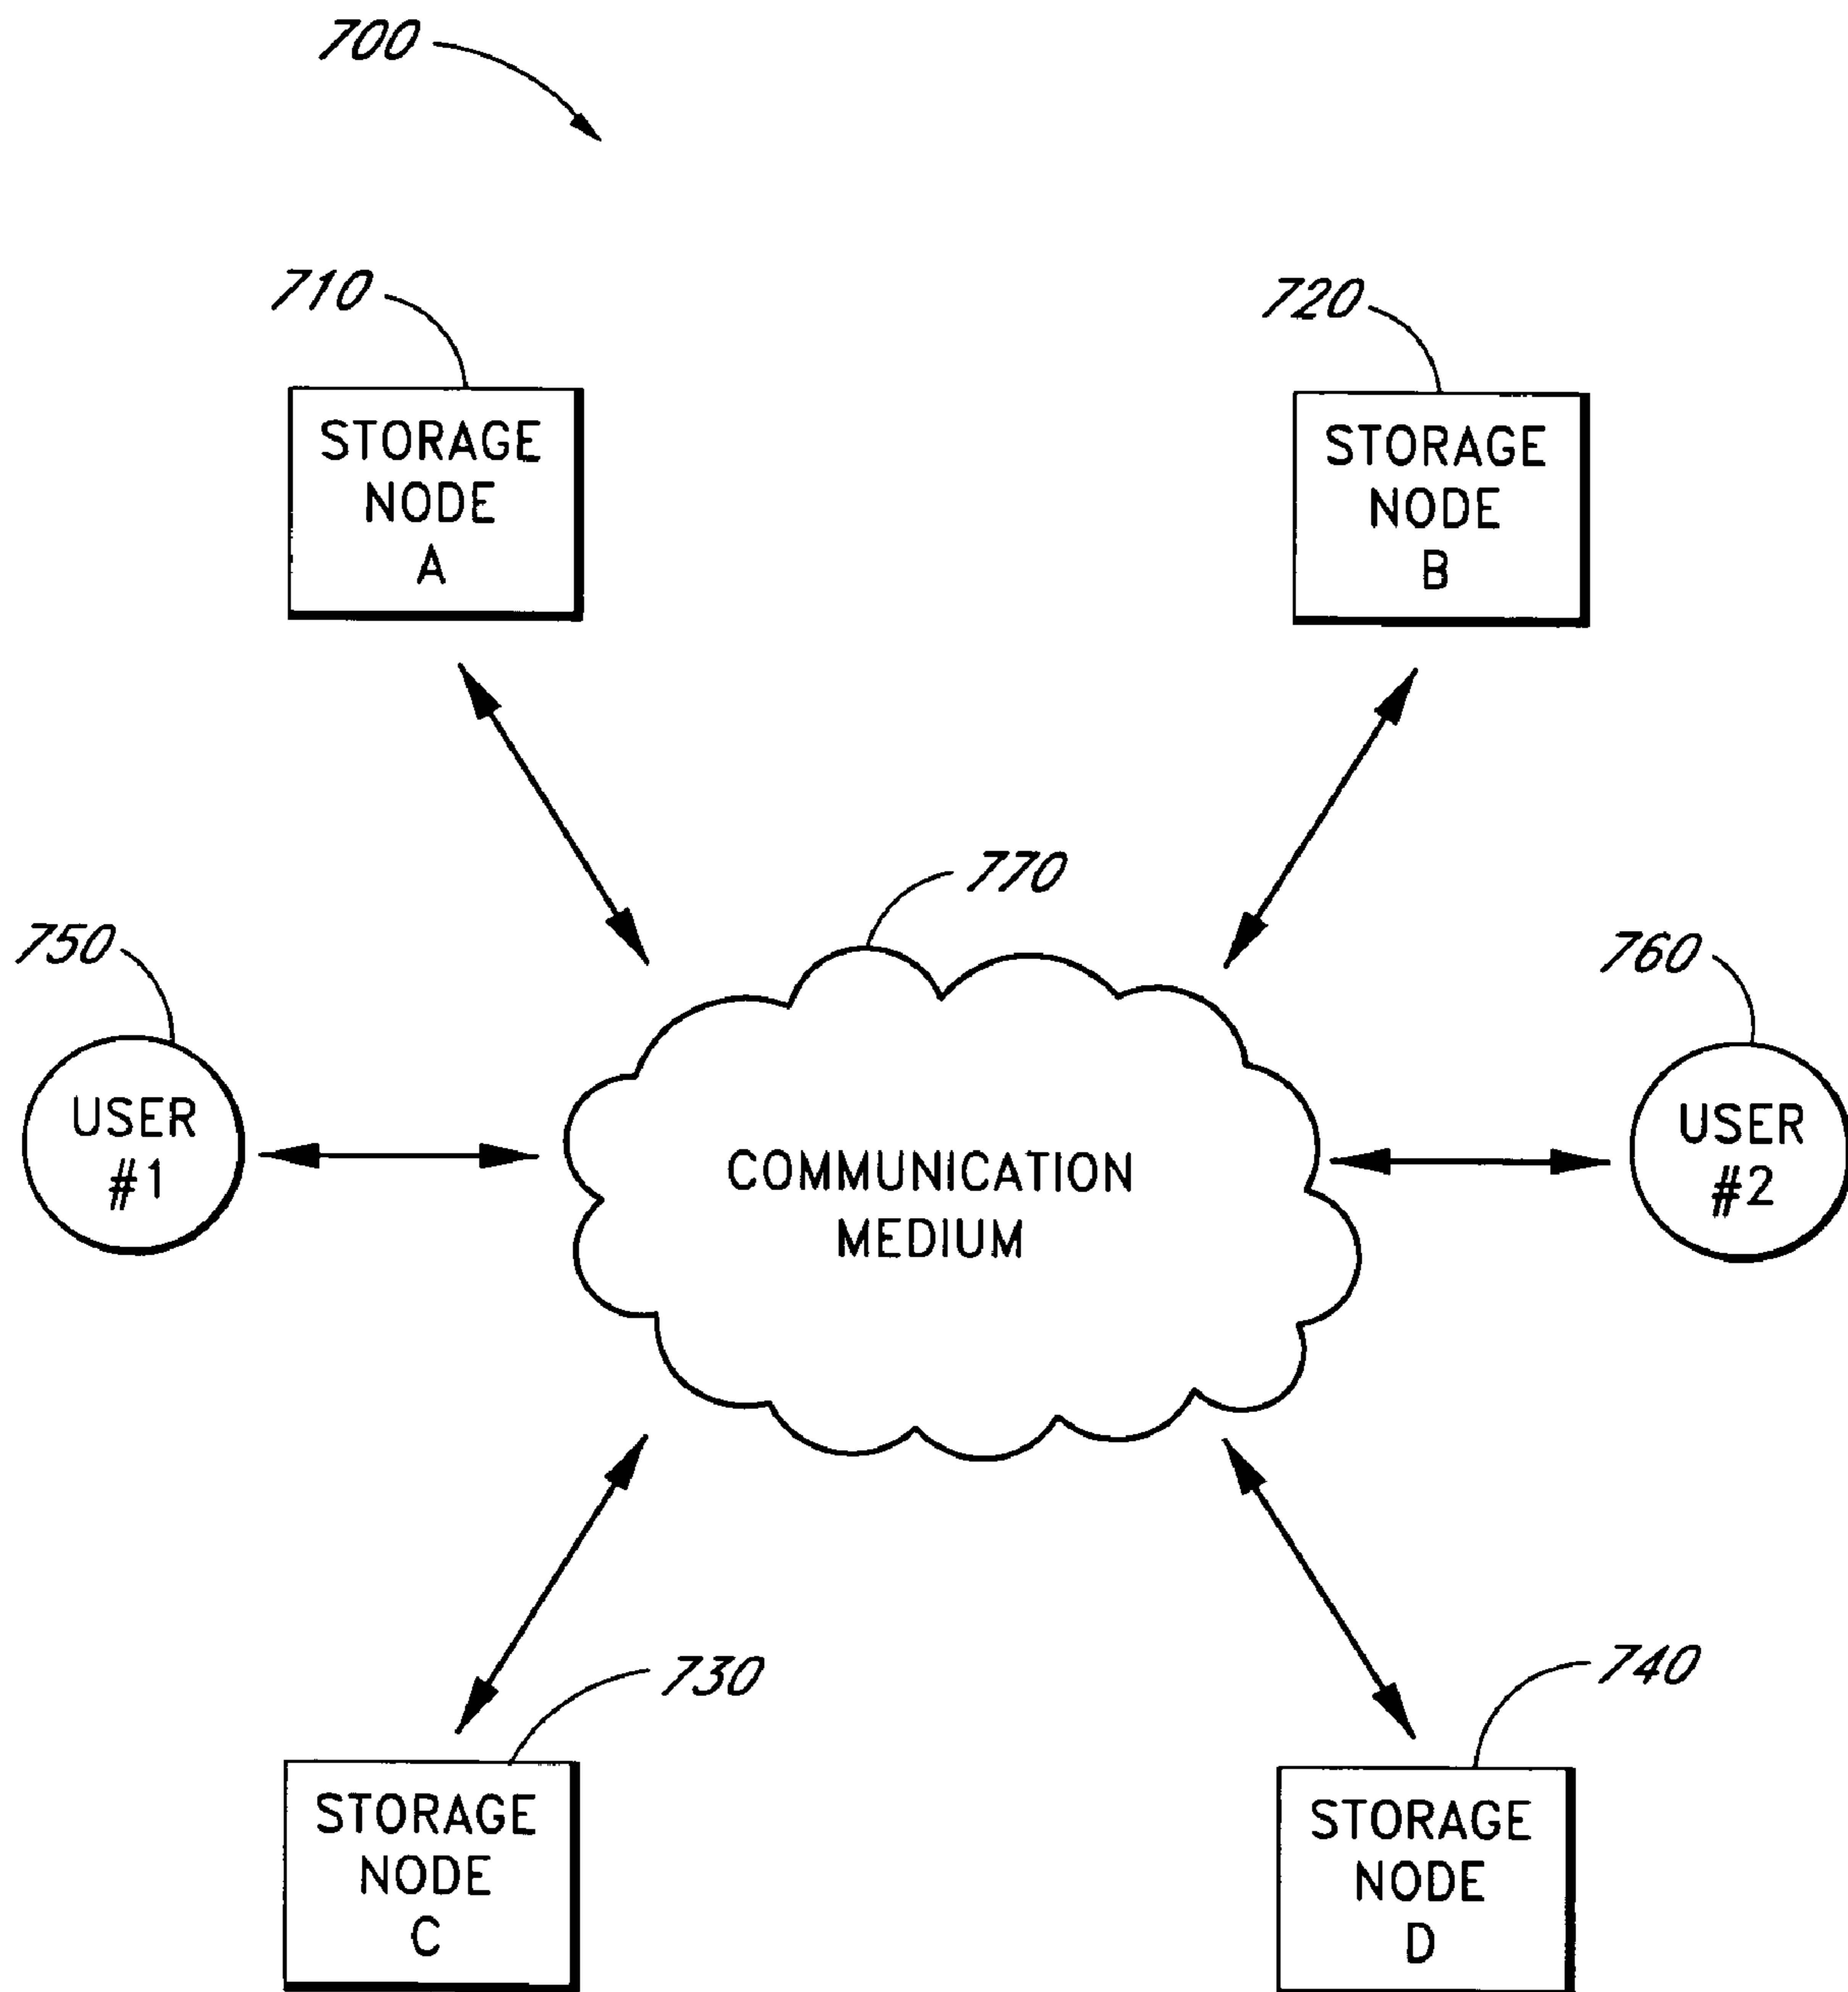 700
710
720
STORAGE
NODE
A
STORAGE
NODE
B
770
750
760
USER
#1
COMMUNICATION
MEDIUM
USER
#2
730
740
STORAGE
NODE
C
STORAGE
NODE
D